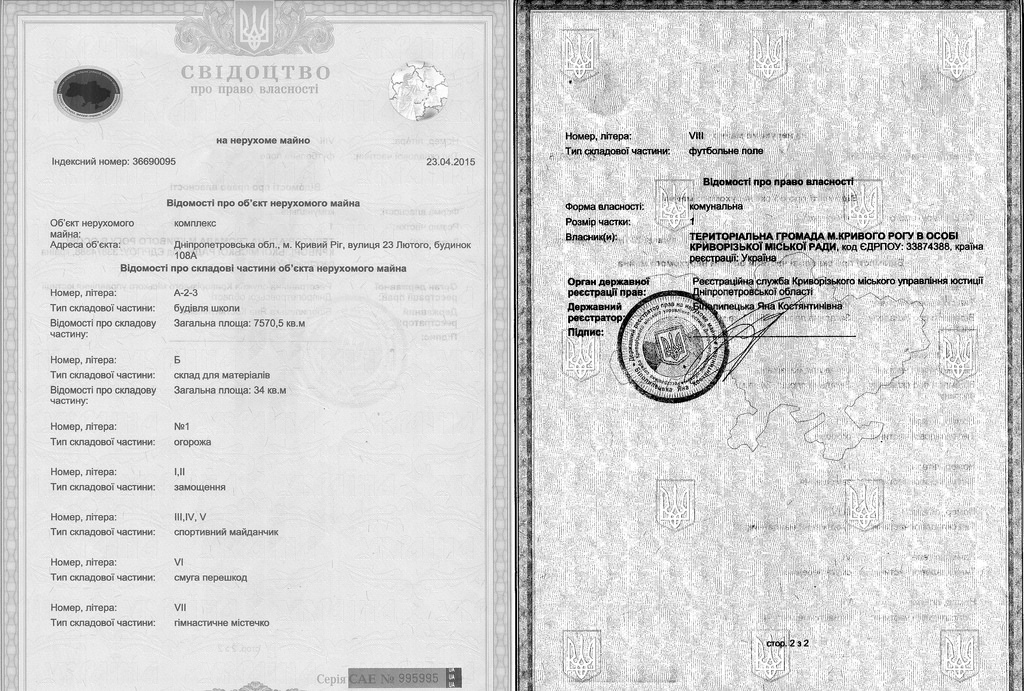 СВІДОЦТВО
про право власності
на нерухоме майно
Індексний номер: 36690095 23.04.2015
Відомості про об'єкт нерухомого майна
Об'єкт нерухомого майна: комплекс
Адреса об'єкта: Дніпропетровська обл., м. Кривий Ріг, вулиця 23 Лютого, будинок
108А
Відомості про складові частини об'єкта нерухомого майна
Номер, літера: А-2-3
Тип складової частини: будівля школи
Відомості про складову частину: Загальна площа: 7570,5 кв.м
Номер, літера: Б
Тип складової частини: склад для матеріалів
Відомості про складову частину: Загальна площа: 34 кв.м
Номер, літера: №1
Тип складової частини: огорожа
Номер, літера: I,II
Тип складової частини: замощення
Номер, літера: III,IV, V
Тип складової частини: спортивний майданчик
Номер, літера: VI
Тип складової частини: смуга перешкод
Номер, літера: VII
Тип складової частини: гімнастичне містечко
Серія САЕ № 995995
Номер, літера: VIII
Тип складової частини: футбольне поле
Відомості про право власності
Форма власності: комунальна
Розмір частки: 1
Власник(и): ТЕРИТОРІАЛЬНА ГРОМАДА М.КРИВОГО РОГУ В ОСОБІ
КРИВОРІЗЬКОЇ МІСЬКОЇ РАДИ, код ЄДРПОУ: 33874388, країна
реєстрації: Україна
Орган державної реєстрації прав: Реєстраційна служба Криворізького міського управління юстиції
Дніпропетровської області
Державний реєстратор: Білолипецька Яна Костянтинівна
Підпис:
стор. 2 з 2